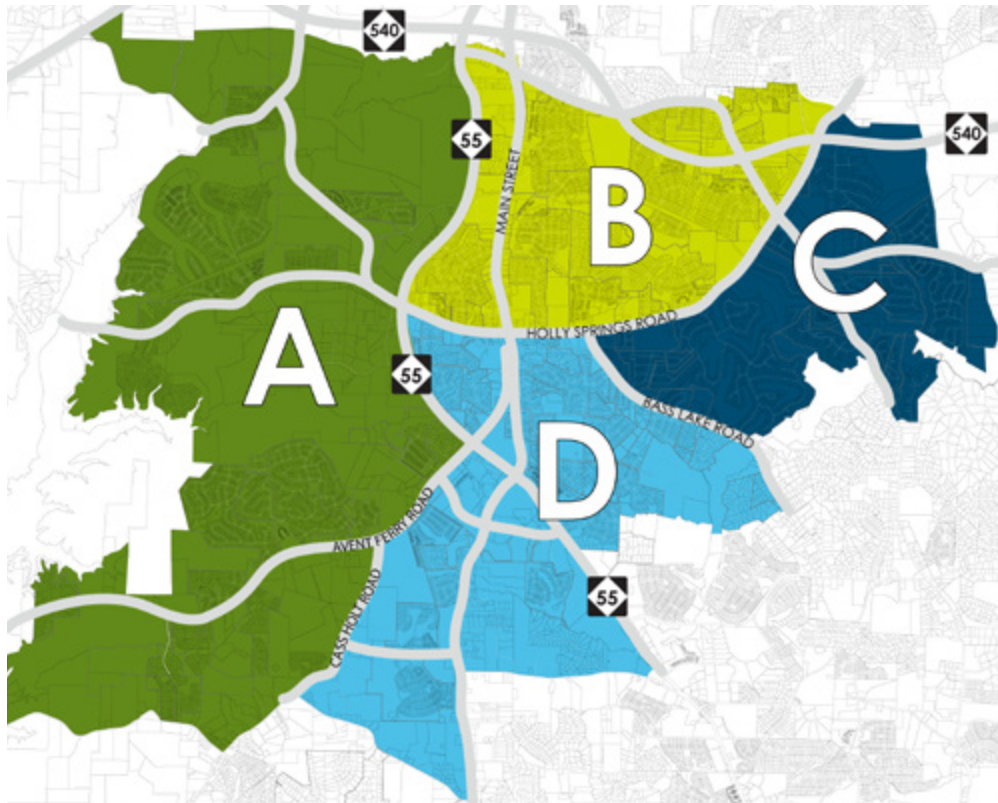 540
55
MAIN STREET
540
B
C
HOLLY SPRINGS ROAD
A
55
BASS LAKE ROAD
D
AVENT FERRY ROAD
CASS HOLT ROAD
55